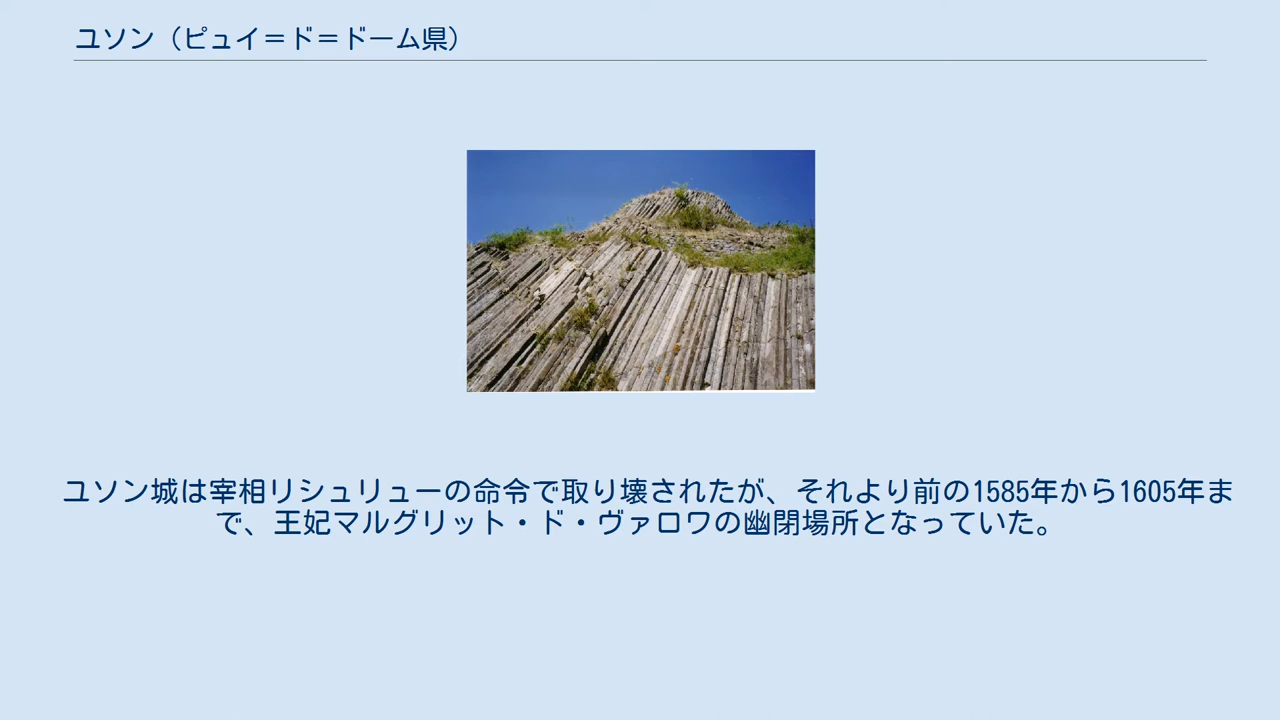 ユソン（ピュイ＝ド＝ドーム県）
ユソン城は宰相リシュリューの命令で取り壊されたが、それより前の1585年から1605年ま
で、王妃マルグリット・ド・ヴァロワの幽閉場所となっていた。